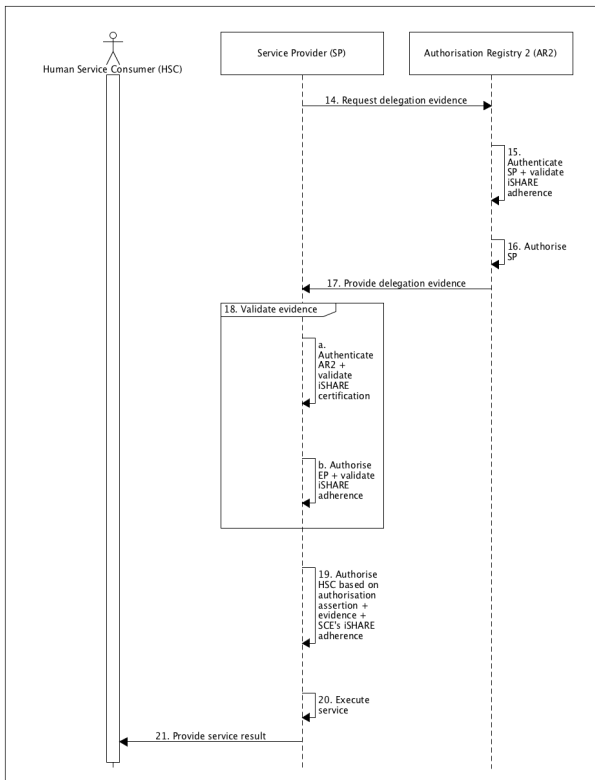 Human Service Consumer (HSC)
Service Provider (SP)
Authorisation Registry 2 (AR2)
14. Request delegation evidence
15.
Authenticate
SP + validate
iSHARE
adherence
16. Authorise
SP
17. Provide delegation evidence
18. Validate evidence
a.
Authenticate
AR2 +
validate
iSHARE
certification
b. Authorise
EP + validate
iSHARE
adherence
19. Authorise
HSC based on
authorisation
assertion +
evidence +
SCE's iSHARE
adherence
20. Execute
service
21. Provide service result